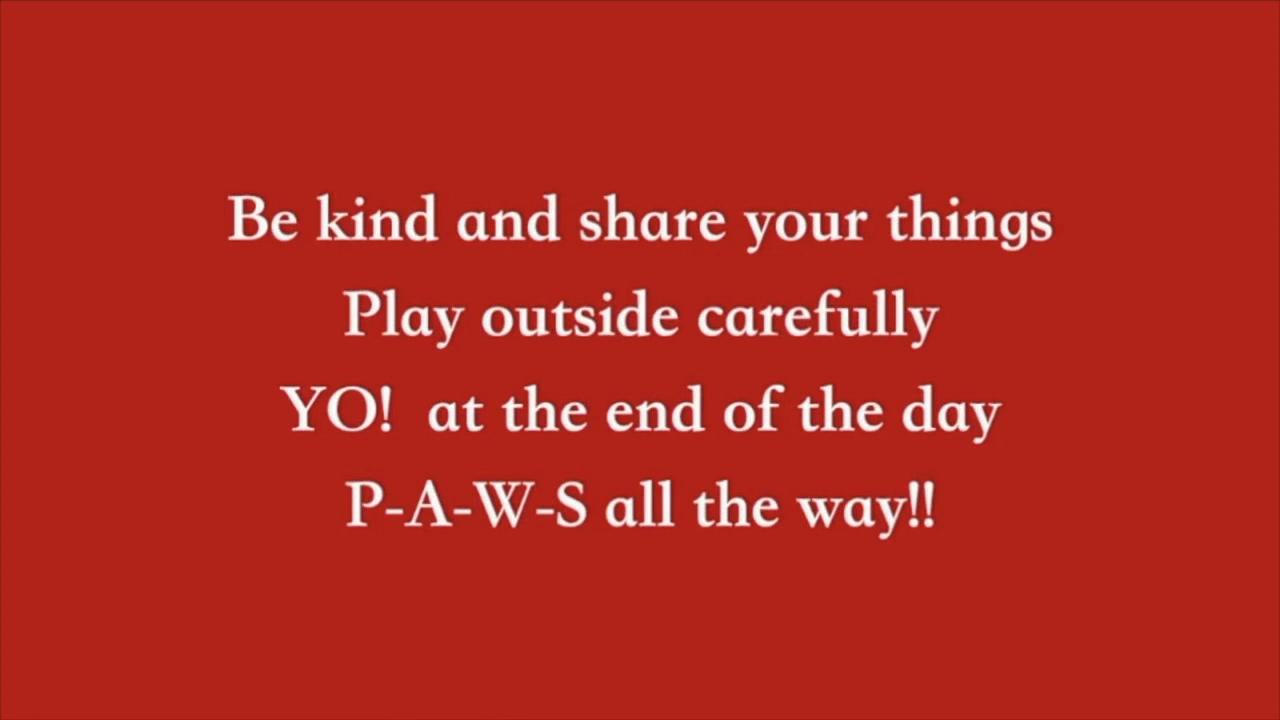 Be kind and share your things
Play outside carefully
YO!  at the end of the day
P-A-W-S all the way!!